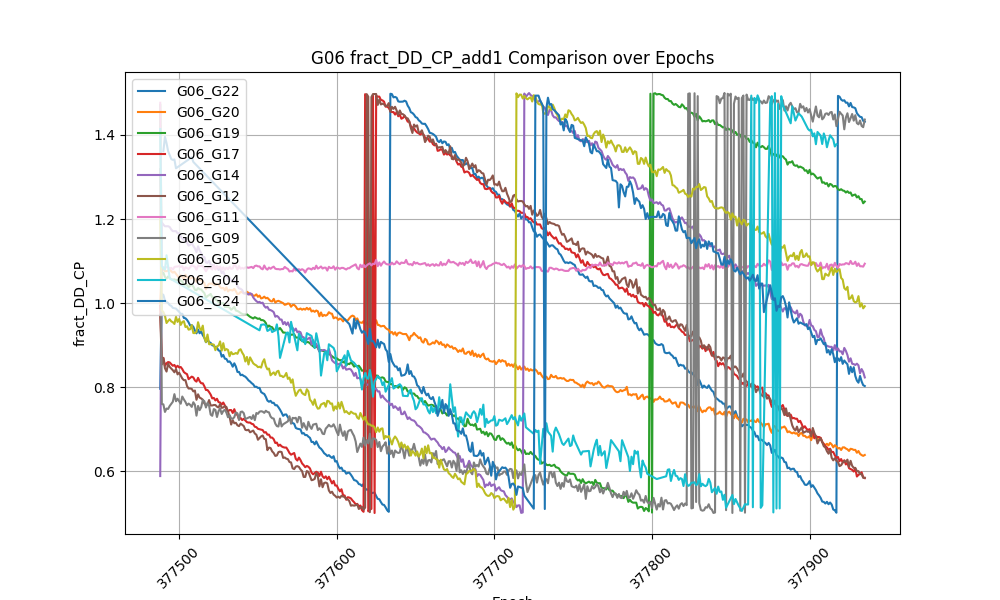 G06 fract_DD_CP_add1 Comparison over Epochs
fract_DD_CP
1.4
1.2
1.0
0.8
0.6
G06_G22
G06_G20
G06_G19
G06_G17
G06_G14
G06_G12
G06_G11
G06_G09
G06_G05
G06_G04
G06_G24
377500
377600
377700
377800
377900
Epoch